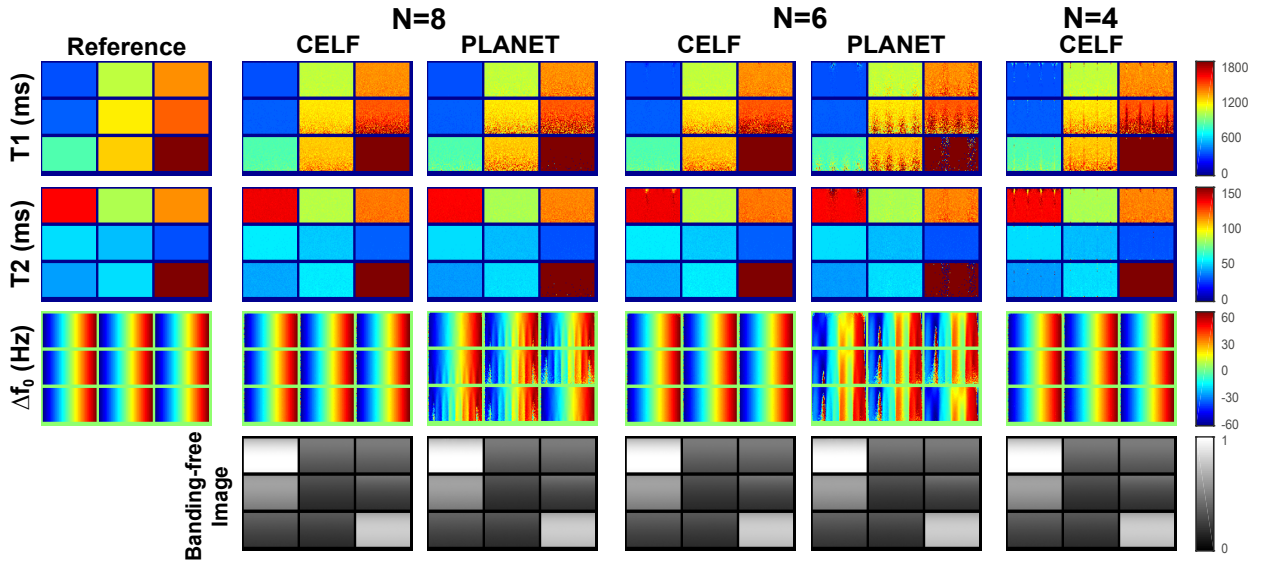 N=8 N=6 N=4
Reference CELF PLANET CELF PLANET CELF
T1 (ms)
1800
1200
600
0
T2 (ms)
150
100
50
0
Δf₀ (Hz)
60
30
0
-30
-60
Banding-free
Image
1
0